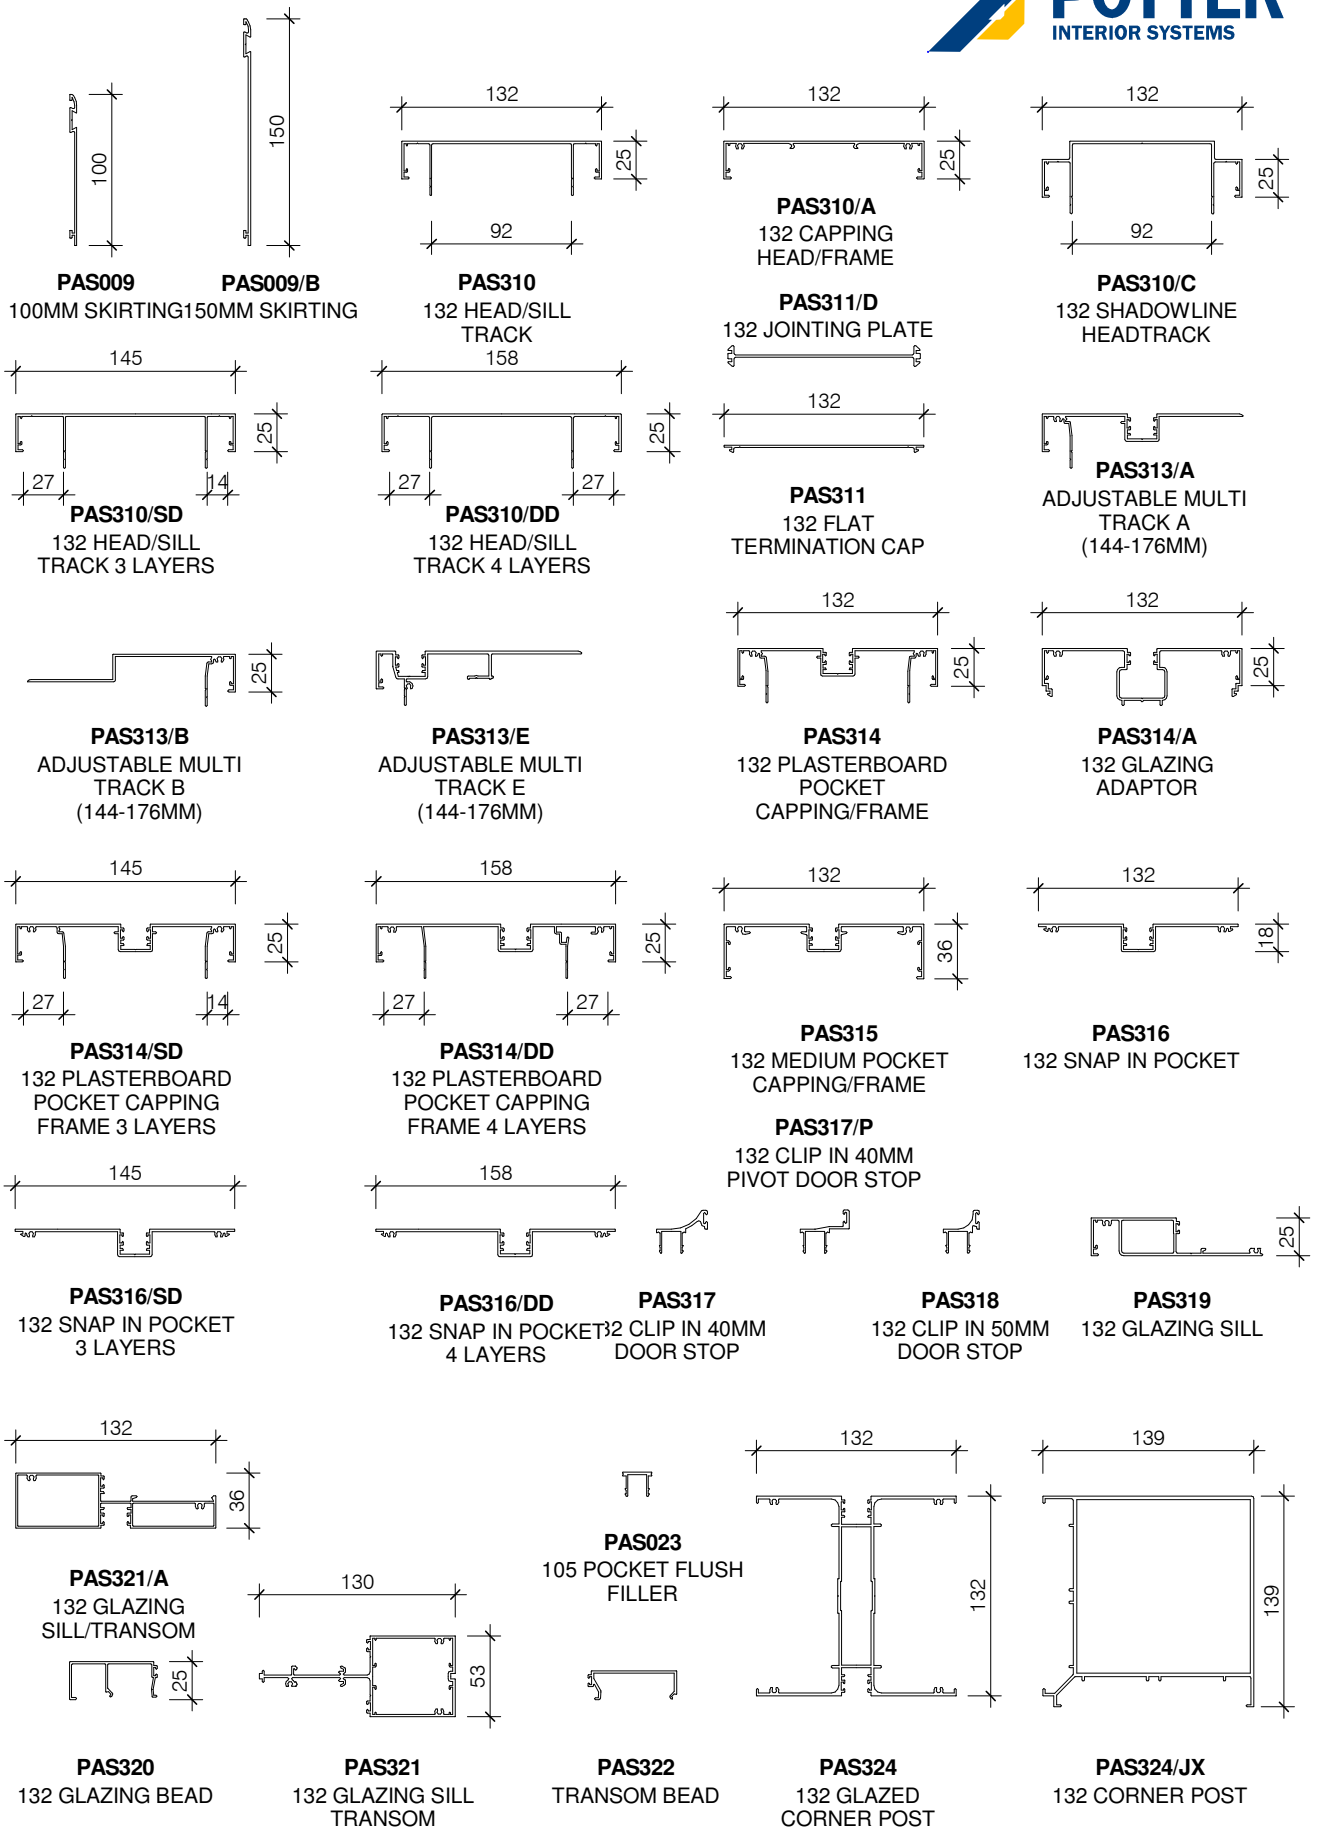 POTTER
INTERIOR SYSTEMS
100
150
132
25
92
132
25
132
25
92
PAS009
100MM SKIRTING
PAS009/B
150MM SKIRTING
PAS310
132 HEAD/SILL
TRACK
PAS310/A
132 CAPPING
HEAD/FRAME
PAS311/D
132 JOINTING PLATE
PAS310/C
132 SHADOWLINE
HEADTRACK
145
25
27
14
158
25
27
27
132
PAS310/SD
132 HEAD/SILL
TRACK 3 LAYERS
PAS310/DD
132 HEAD/SILL
TRACK 4 LAYERS
PAS311
132 FLAT
TERMINATION CAP
PAS313/A
ADJUSTABLE MULTI
TRACK A
(144-176MM)
25
132
25
132
25
PAS313/B
ADJUSTABLE MULTI
TRACK B
(144-176MM)
PAS313/E
ADJUSTABLE MULTI
TRACK E
(144-176MM)
PAS314
132 PLASTERBOARD
POCKET
CAPPING/FRAME
PAS314/A
132 GLAZING
ADAPTOR
145
25
27
14
158
25
27
27
132
36
132
18
PAS314/SD
132 PLASTERBOARD
POCKET CAPPING
FRAME 3 LAYERS
PAS314/DD
132 PLASTERBOARD
POCKET CAPPING
FRAME 4 LAYERS
PAS315
132 MEDIUM POCKET
CAPPING/FRAME
PAS316
132 SNAP IN POCKET
PAS317/P
132 CLIP IN 40MM
PIVOT DOOR STOP
145
158
25
PAS316/SD
132 SNAP IN POCKET
3 LAYERS
PAS316/DD
132 SNAP IN POCKET
4 LAYERS
PAS317
32 CLIP IN 40MM
DOOR STOP
PAS318
132 CLIP IN 50MM
DOOR STOP
PAS319
132 GLAZING SILL
132
36
PAS321/A
132 GLAZING
SILL/TRANSOM
PAS023
105 POCKET FLUSH
FILLER
132
132
139
139
25
130
53
PAS320
132 GLAZING BEAD
PAS321
132 GLAZING SILL
TRANSOM
PAS322
TRANSOM BEAD
PAS324
132 GLAZED
CORNER POST
PAS324/JX
132 CORNER POST